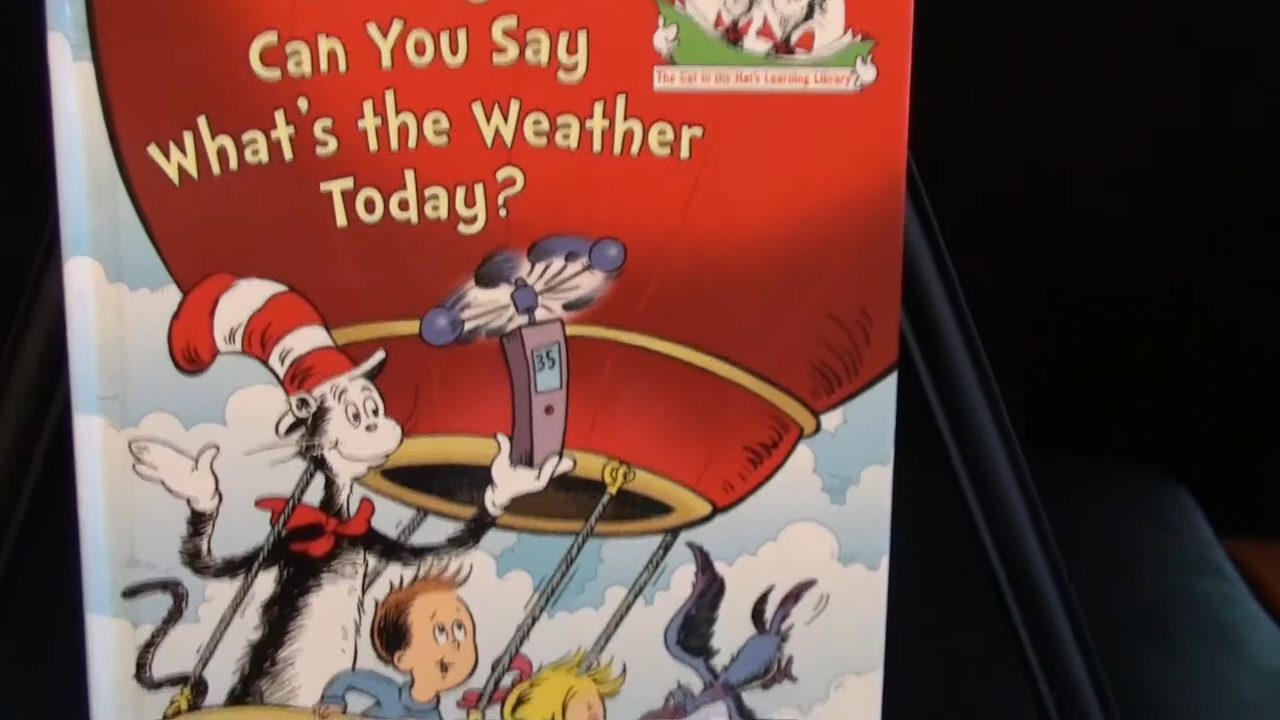 Can You Say
What's the Weather
Today?
The Cat in the Hat's Learning Library
35